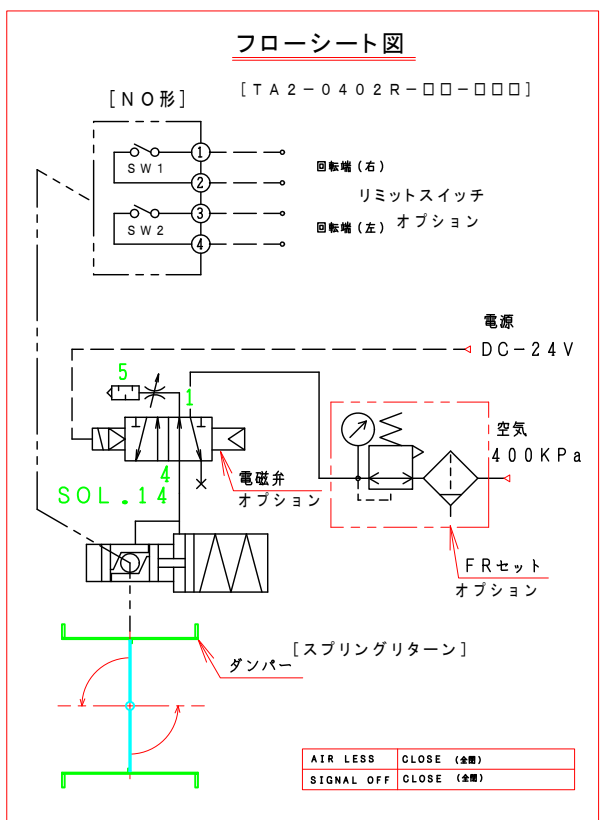 フローシート図
[TA2-0402R-□□-□□□]
[NO形]
SW1
1
2
回転端(右)
リミットスイッチ
オプション
SW2
3
4
回転端(左)
電源
DC-24V
5
1
4
SOL.14
電磁弁
オプション
空気
400KPa
FRセット
オプション
[スプリングリターン]
ダンパー
AIR LESS CLOSE (全閉)
SIGNAL OFF CLOSE (全閉)